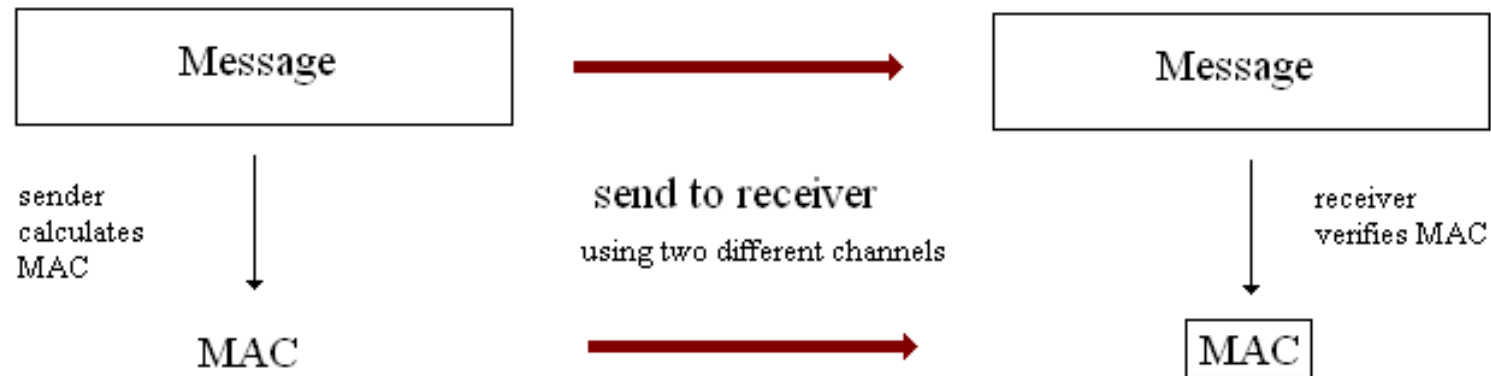 Message
Message
sender
calculates
MAC
send to receiver
using two different channels
receiver
verifies MAC
MAC
MAC